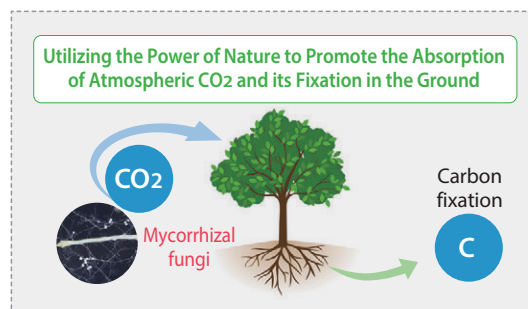 Utilizing the Power of Nature to Promote the Absorption
of Atmospheric CO2 and its Fixation in the Ground
CO2
Mycorrhizal
fungi
Carbon
fixation
C